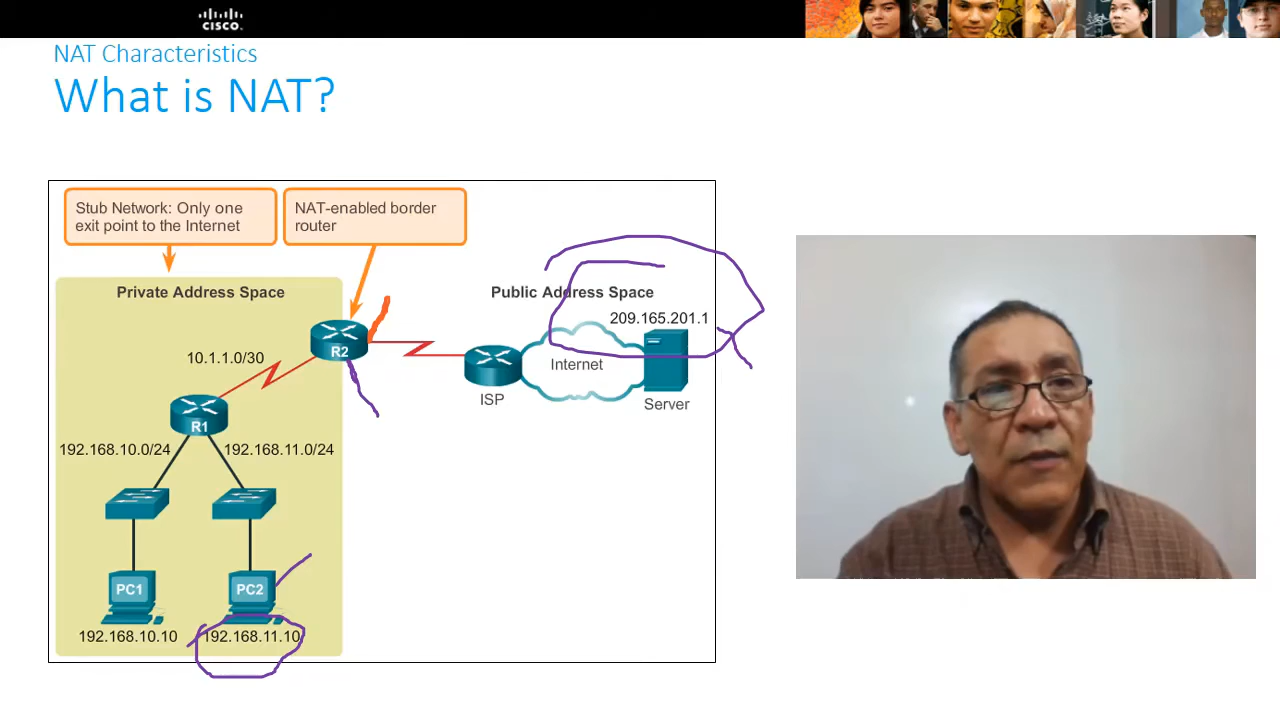 CISCO
NAT Characteristics
What is NAT?
Stub Network: Only one
exit point to the Internet
NAT-enabled border
router
Private Address Space
Public Address Space
209.165.201.1
R2
10.1.1.0/30
Internet
ISP
Server
R1
192.168.10.0/24
192.168.11.0/24
PC1
PC2
192.168.10.10
192.168.11.10